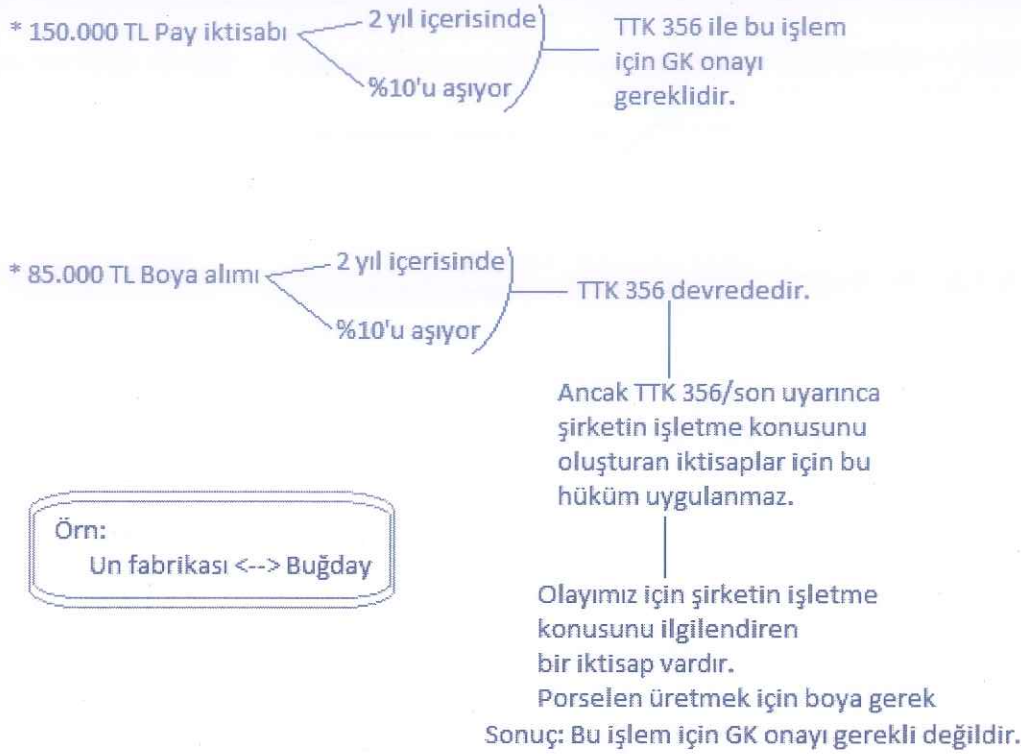 * 150.000 TL Pay iktisabı
2 yıl içerisinde
%10'u aşıyor
TTK 356 ile bu işlem
için GK onayı
gereklidir.
* 85.000 TL Boya alımı
2 yıl içerisinde
%10'u aşıyor
TTK 356 devrededir.
Ancak TTK 356/son uyarınca
şirketin işletme konusunu
oluşturan iktisaplar için bu
hüküm uygulanmaz.
Örn:
Un fabrikası <--> Buğday
Olayımız için şirketin işletme
konusunu ilgilendiren
bir iktisap vardır.
Porselen üretmek için boya gerek
Sonuç: Bu işlem için GK onayı gerekli değildir.